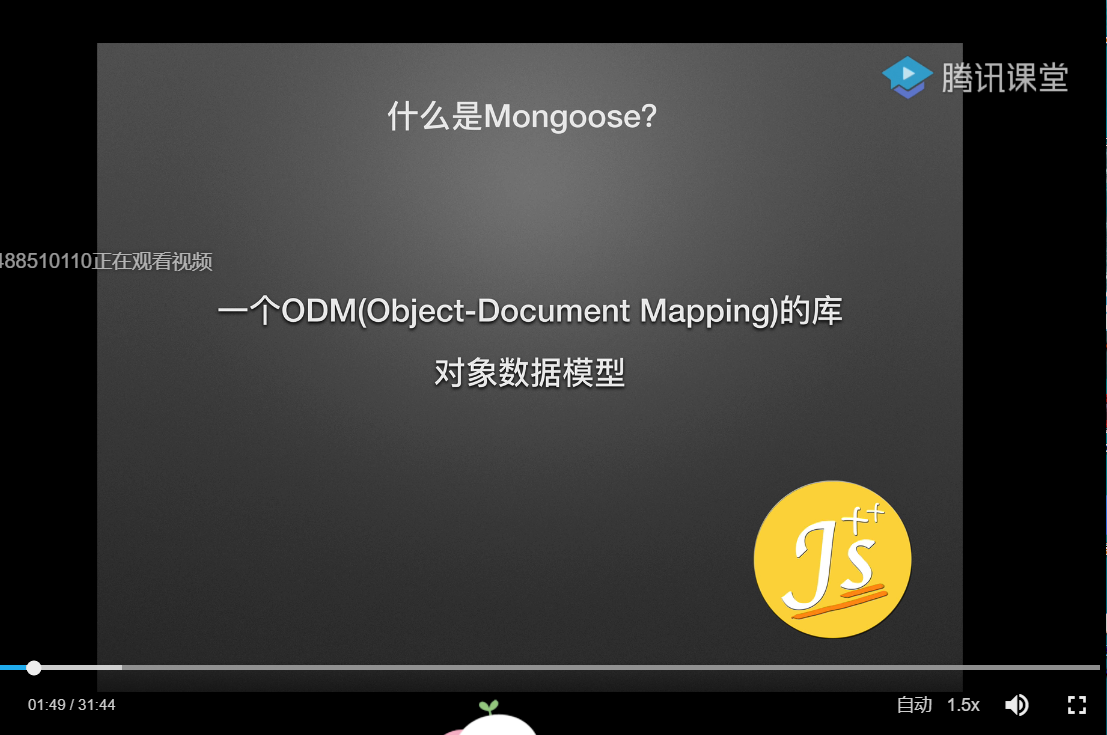 腾讯课堂
什么是Mongoose?
488510110正在观看视频
一个ODM(Object-Document Mapping)的库
对象数据模型
Js++
01:49 / 31:44
自动 1.5x